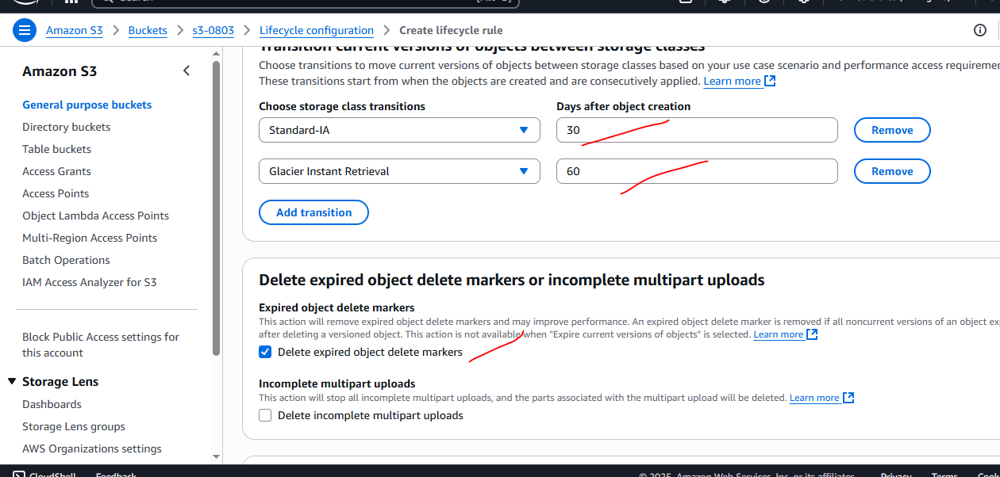 Amazon S3 > Buckets > s3-0803 > Lifecycle configuration > Create lifecycle rule
Amazon S3
General purpose buckets
Directory buckets
Table buckets
Access Grants
Access Points
Object Lambda Access Points
Multi-Region Access Points
Batch Operations
IAM Access Analyzer for S3
Block Public Access settings for
this account
Storage Lens
Dashboards
Storage Lens groups
AWS Organizations settings
Transition current versions of objects between storage classes
Choose transitions to move current versions of objects between storage classes based on your use case scenario and performance access requiremen
These transitions start from when the objects are created and are consecutively applied. Learn more
Choose storage class transitions
Days after object creation
Standard-IA
30
Remove
Glacier Instant Retrieval
60
Remove
Add transition
Delete expired object delete markers or incomplete multipart uploads
Expired object delete markers
This action will remove expired object delete markers and may improve performance. An expired object delete marker is removed if all noncurrent versions of an object exp
after deleting a versioned object. This action is not available when "Expire current versions of objects" is selected. Learn more
Delete expired object delete markers
Incomplete multipart uploads
This action will stop all incomplete multipart uploads, and the parts associated with the multipart upload will be deleted. Learn more
Delete incomplete multipart uploads
CloudShell Feedback
© 2025, Amazon Web Services, Inc. or its affiliates. Privacy Terms Cook